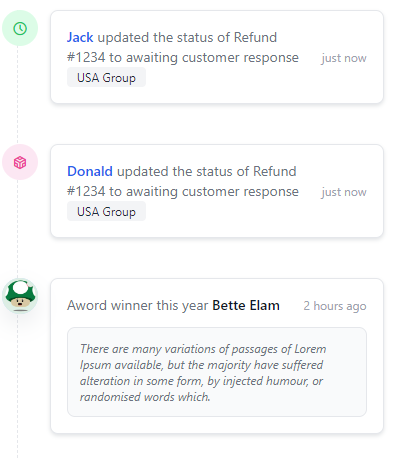 Jack updated the status of Refund
#1234 to awaiting customer response just now
USA Group
Donald updated the status of Refund
#1234 to awaiting customer response just now
USA Group
Aword winner this year Bette Elam 2 hours ago
There are many variations of passages of Lorem
Ipsum available, but the majority have suffered
alteration in some form, by injected humour, or
randomised words which.